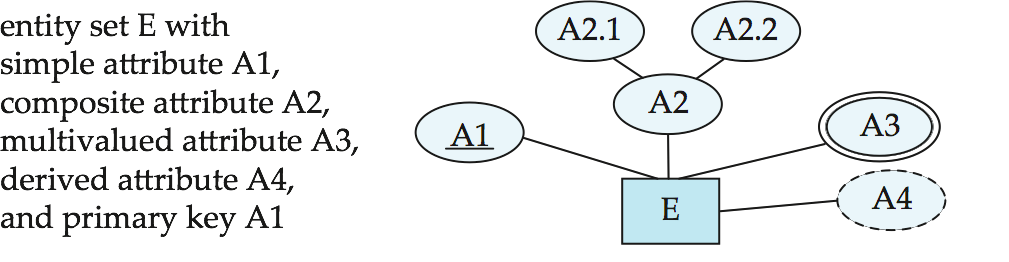 entity set E with
simple attribute A1,
composite attribute A2,
multivalued attribute A3,
derived attribute A4,
and primary key A1
A2.1
A2.2
A2
A1
A3
A4
E